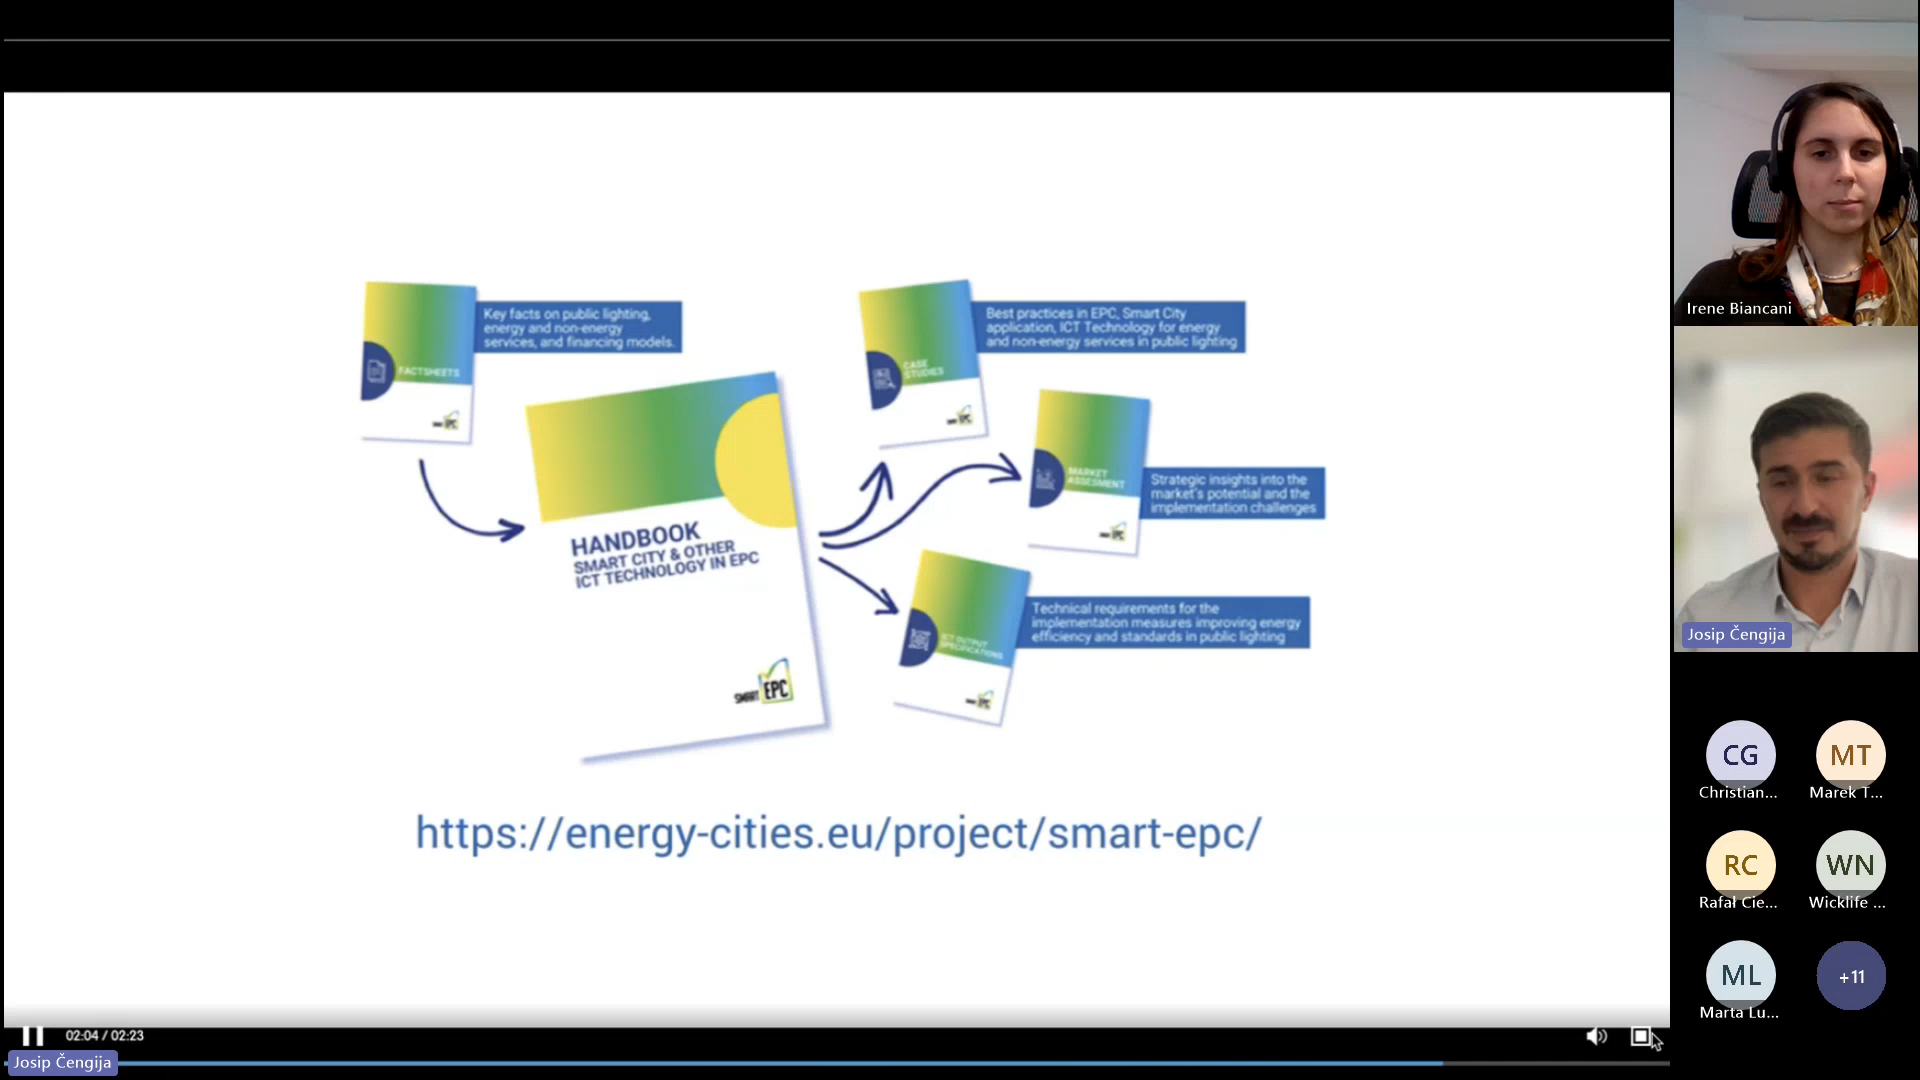 Key facts on public lighting,
energy and non-energy
services, and financing models.
FACTSHEETS
EPC
HANDBOOK
SMART CITY & OTHER
ICT TECHNOLOGY IN EPC
SMART EPC
Best practices in EPC, Smart City
application, ICT Technology for energy
and non-energy services in public lighting
CASE
STUDIES
EPC
MARKET
ASSESMENT
Strategic insights into the
market's potential and the
implementation challenges
EPC
Technical requirements for the
implementation measures improving energy
efficiency and standards in public lighting
ICT OUTPUT
SPECIFICATIONS
EPC
https://energy-cities.eu/project/smart-epc/
02:04 / 02:23
Josip Čengija
Irene Biancani
Josip Čengija
CG
Christian...
MT
Marek T...
RC
Rafał Cie...
WN
Wicklife ...
ML
Marta Lu...
+11